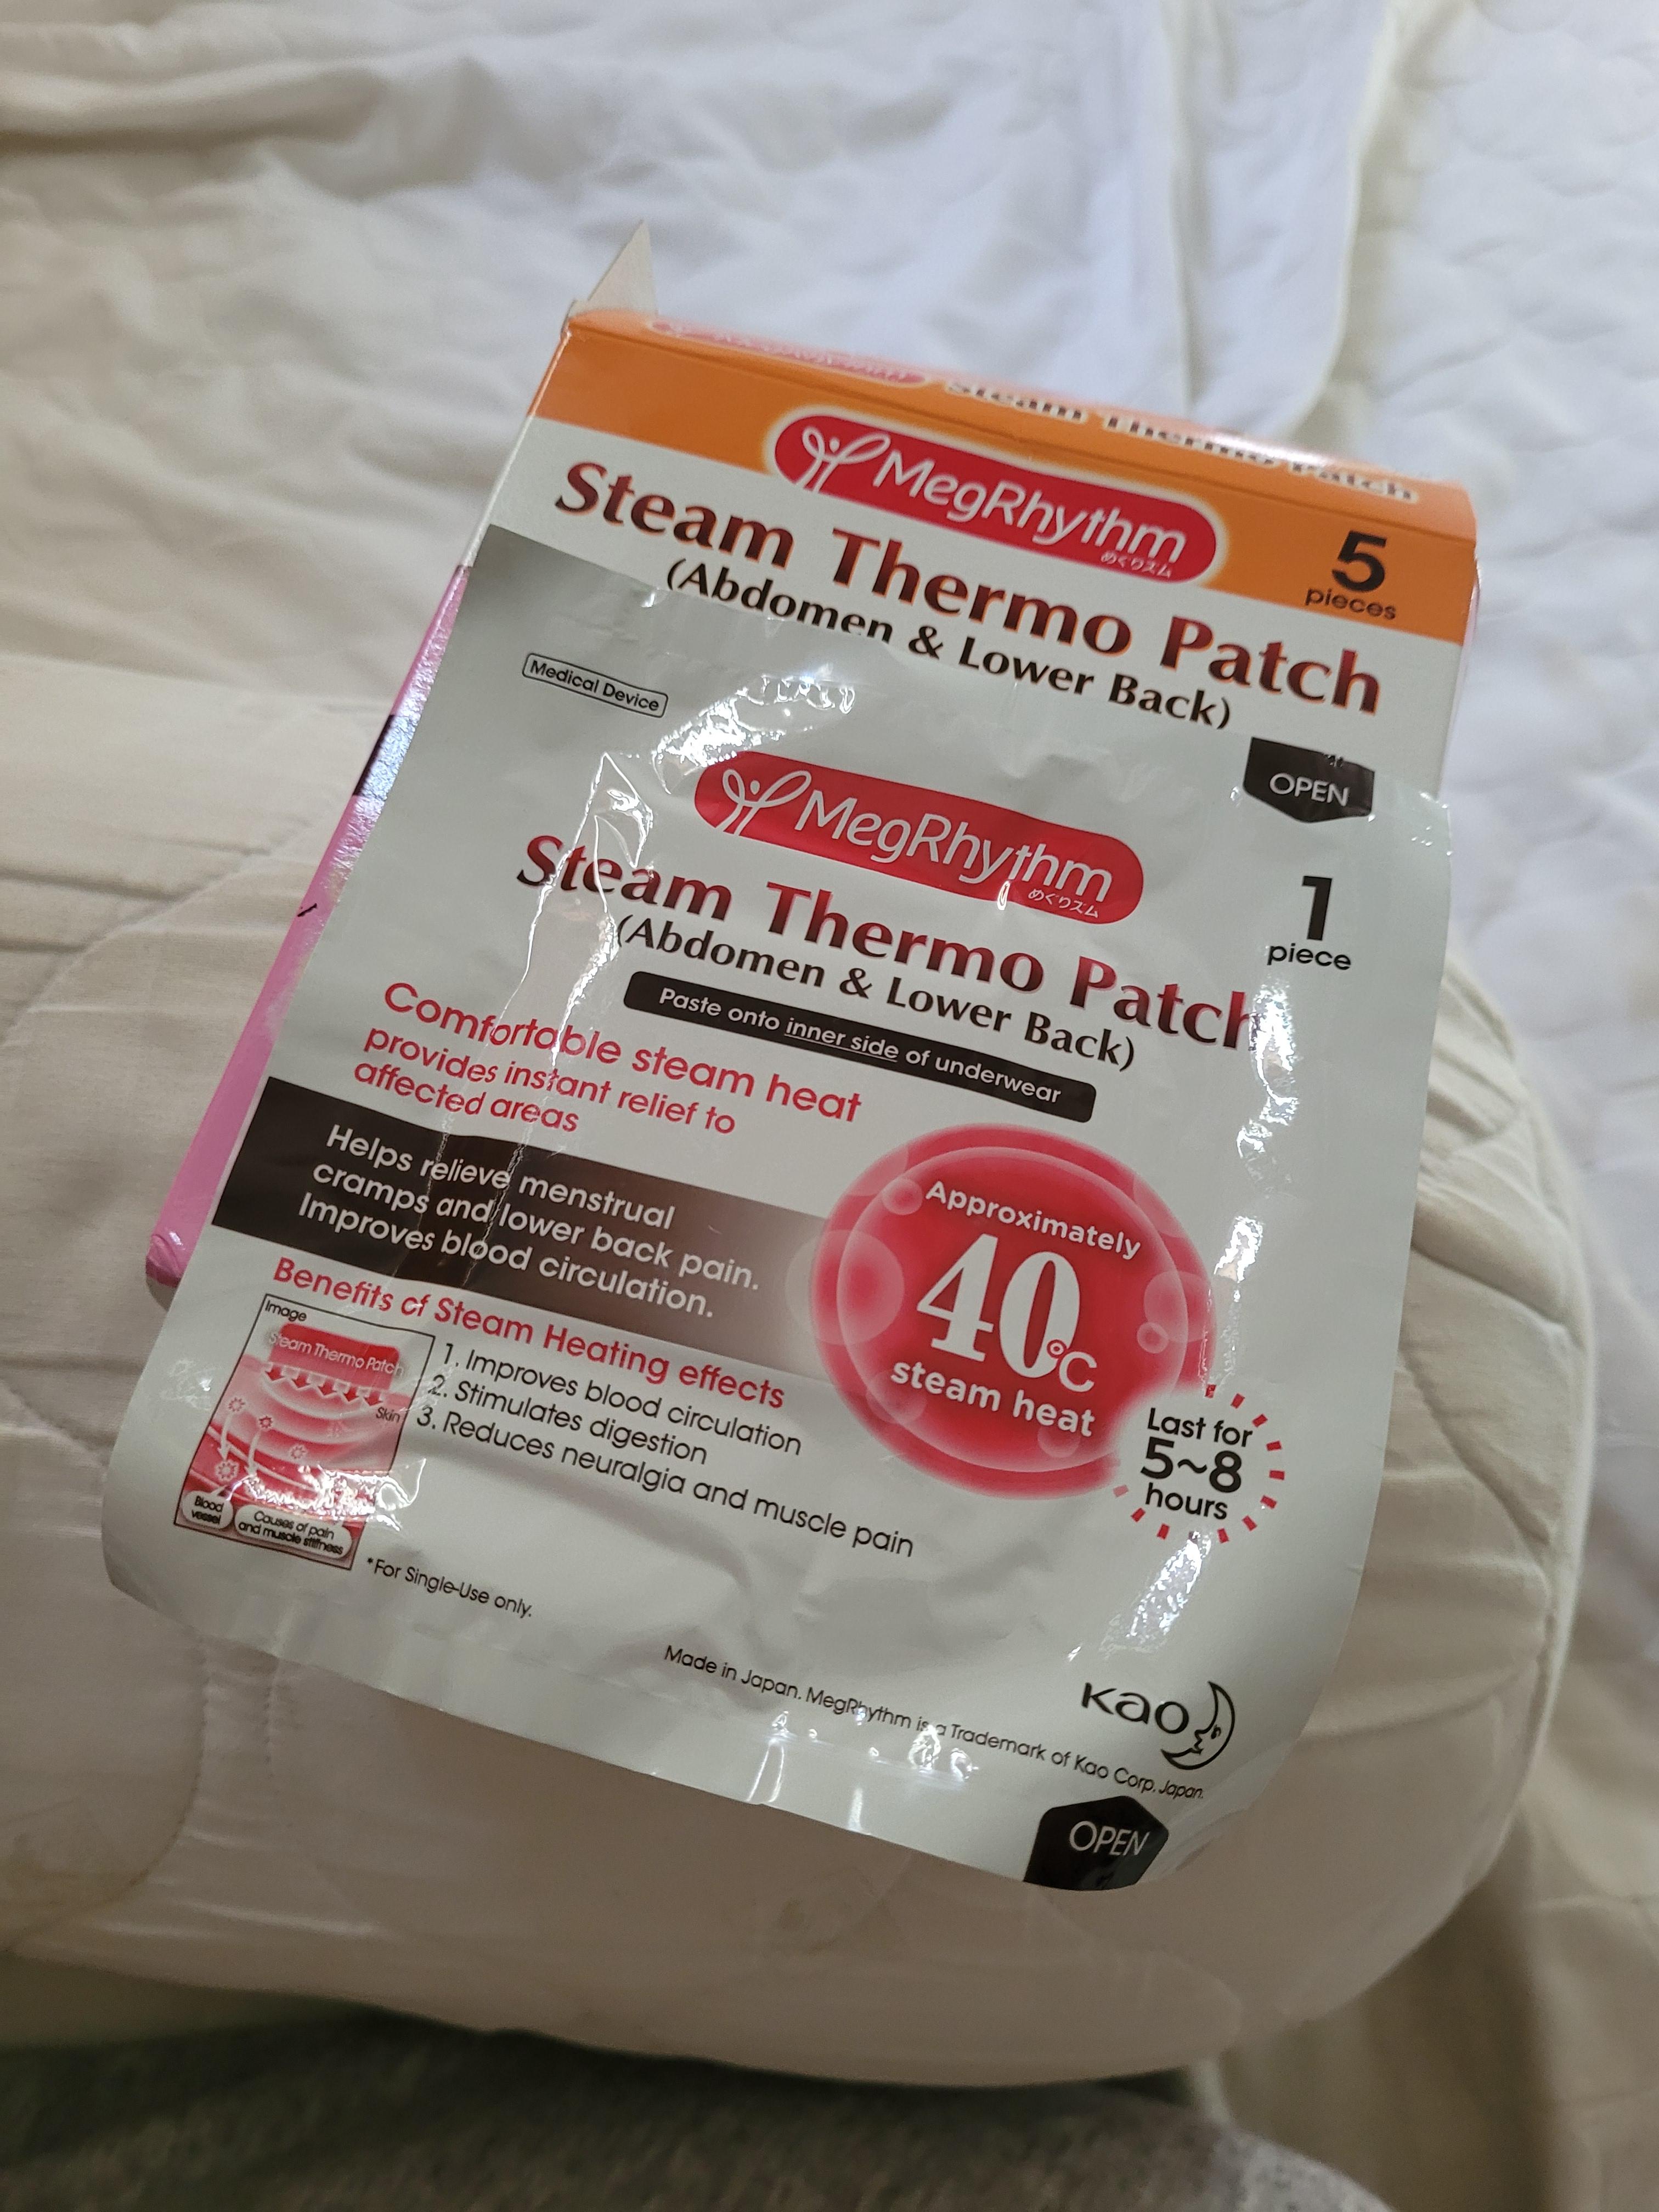 Steam Thermo Patch
MegRhythm
めぐりズム
5
pieces
Steam Thermo Patch
(Abdomen & Lower Back)
Medical Device
OPEN
MegRhythm
めぐりズム
1
piece
Steam Thermo Patch
(Abdomen & Lower Back)
Paste onto inner side of underwear
Comfortable steam heat
provides instant relief to
affected areas
Helps relieve menstrual
cramps and lower back pain.
Improves blood circulation.
Approximately
40°C
steam heat
Last for
5~8
hours
Benefits of Steam Heating effects
Image
Steam Thermo Patch
Skin
Blood
vessel
Causes of pain
and muscle stiffness
1. Improves blood circulation
2. Stimulates digestion
3. Reduces neuralgia and muscle pain
*For Single-Use only.
Kao
Made in Japan. MegRhythm is a Trademark of Kao Corp. Japan.
OPEN